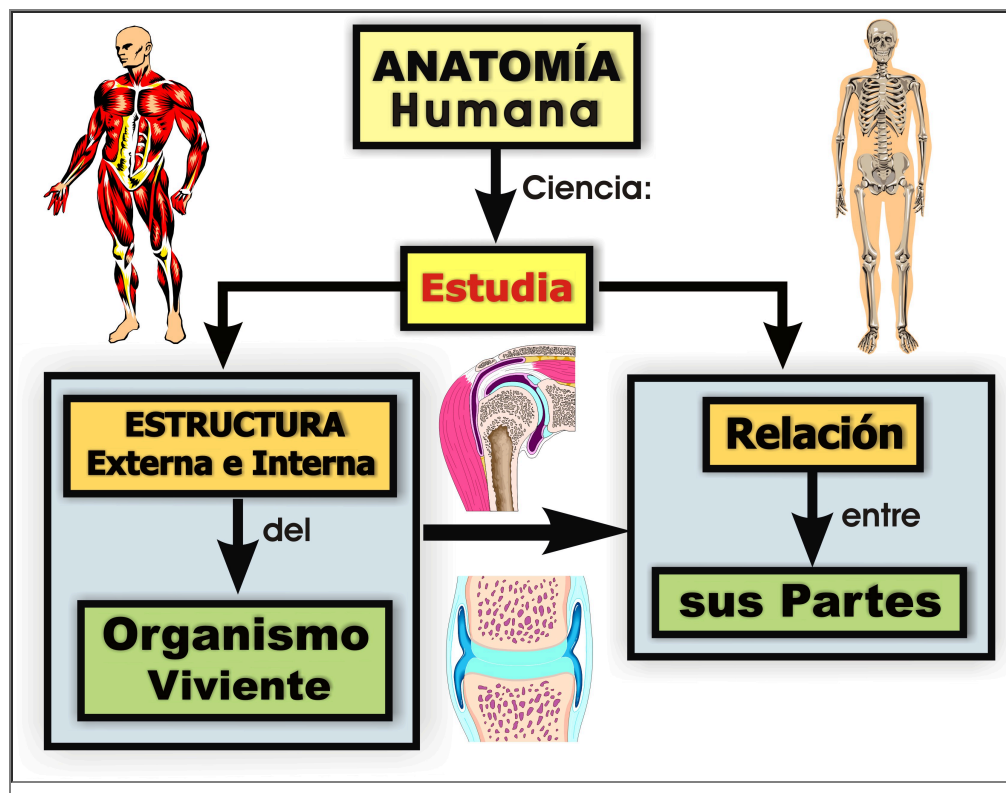 ANATOMÍA
Humana
Ciencia:
Estudia
ESTRUCTURA
Externa e Interna
del
Organismo
Viviente
Relación
entre
sus Partes